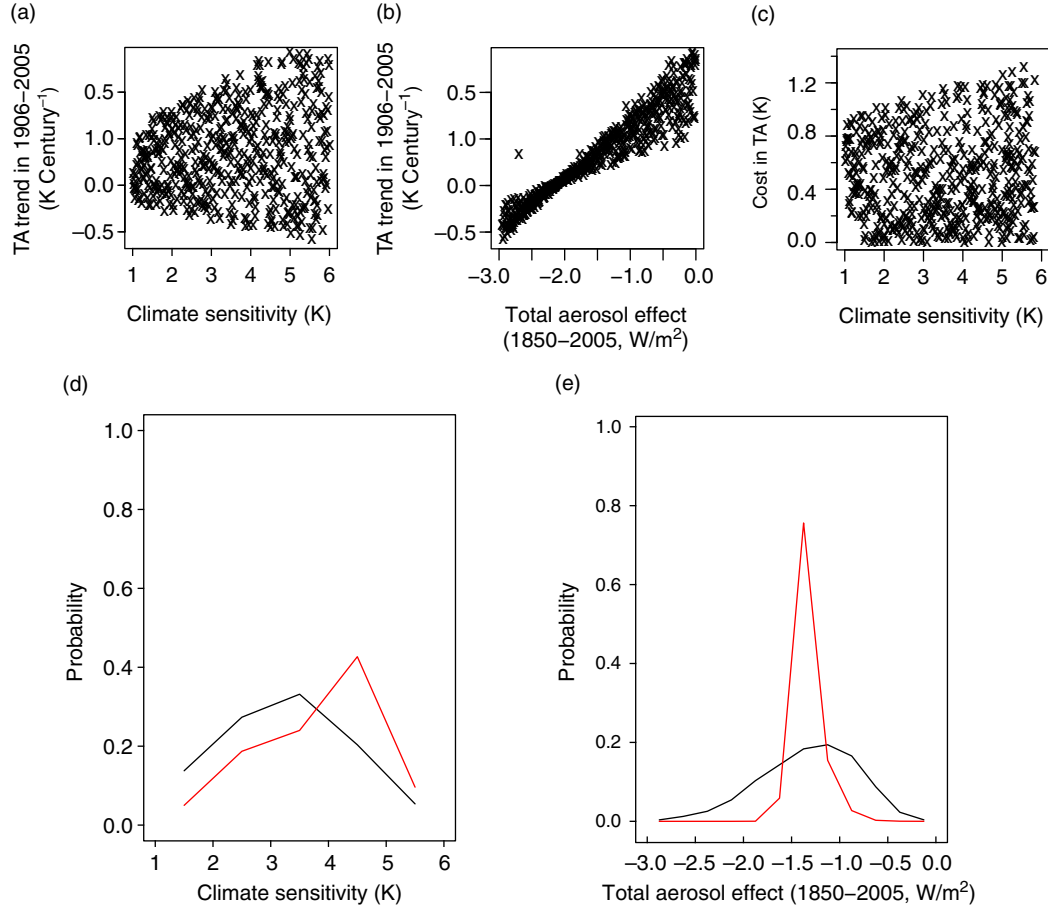 (a)
TA trend in 1906–2005
(K Century⁻¹)
0.5
1.0
0.0
−0.5
1 2 3 4 5 6
Climate sensitivity (K)
(b)
TA trend in 1906–2005
(K Century⁻¹)
0.5
1.0
0.0
−0.5
−3.0 −2.0 −1.0 0.0
Total aerosol effect
(1850–2005, W/m²)
(c)
Cost in TA (K)
1.2
0.8
0.4
0.0
1 2 3 4 5 6
Climate sensitivity (K)
(d)
Probability
1.0
0.8
0.6
0.4
0.2
0.0
1 2 3 4 5 6
Climate sensitivity (K)
(e)
Probability
1.0
0.8
0.6
0.4
0.2
0.0
−3.0 −2.5 −2.0 −1.5 −1.0 −0.5 0.0
Total aerosol effect (1850–2005, W/m²)